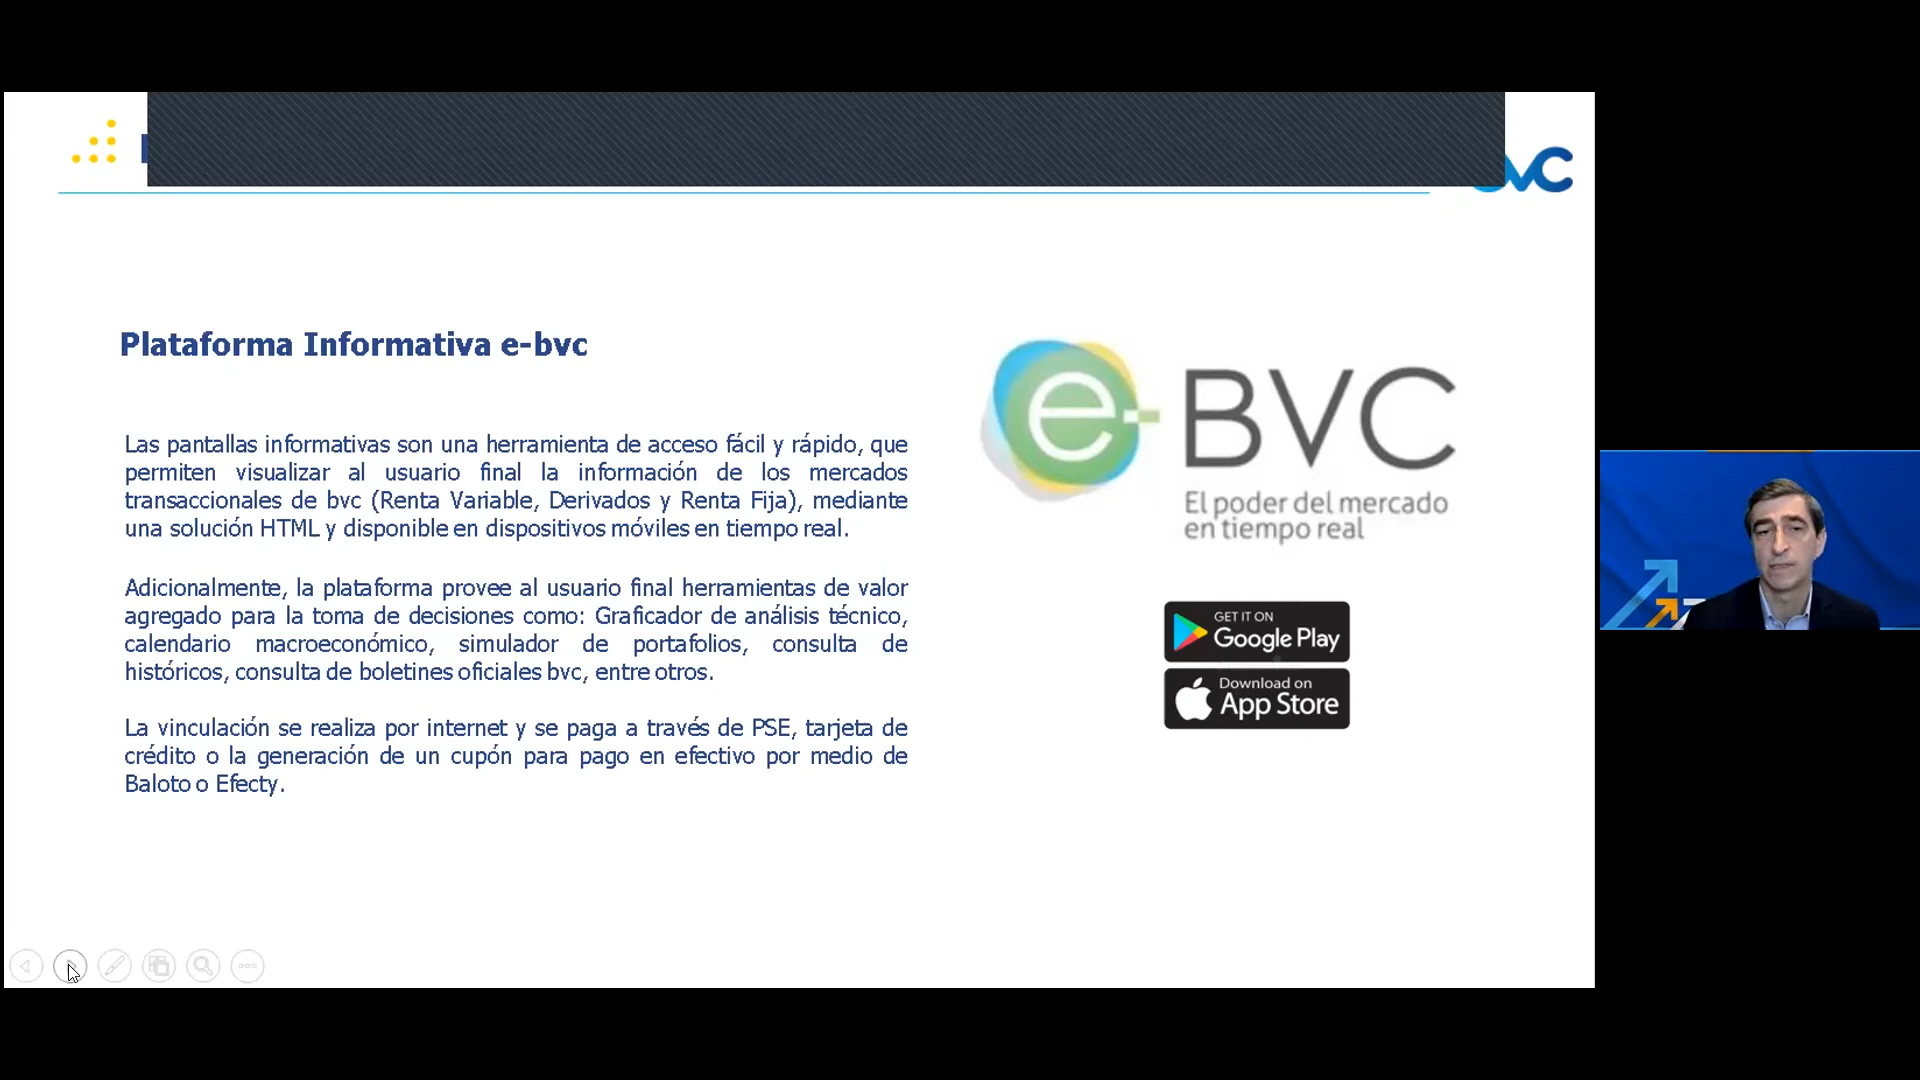 Plataforma Informativa e-bvc
Las pantallas informativas son una herramienta de acceso fácil y rápido, que
permiten visualizar al usuario final la información de los mercados
transaccionales de bvc (Renta Variable, Derivados y Renta Fija), mediante
una solución HTML y disponible en dispositivos móviles en tiempo real.
Adicionalmente, la plataforma provee al usuario final herramientas de valor
agregado para la toma de decisiones como: Graficador de análisis técnico,
calendario macroeconómico, simulador de portafolios, consulta de
históricos, consulta de boletines oficiales bvc, entre otros.
La vinculación se realiza por internet y se paga a través de PSE, tarjeta de
crédito o la generación de un cupón para pago en efectivo por medio de
Baloto o Efecty.
e-BVC
El poder del mercado
en tiempo real
GET IT ON
Google Play
Download on
App Store